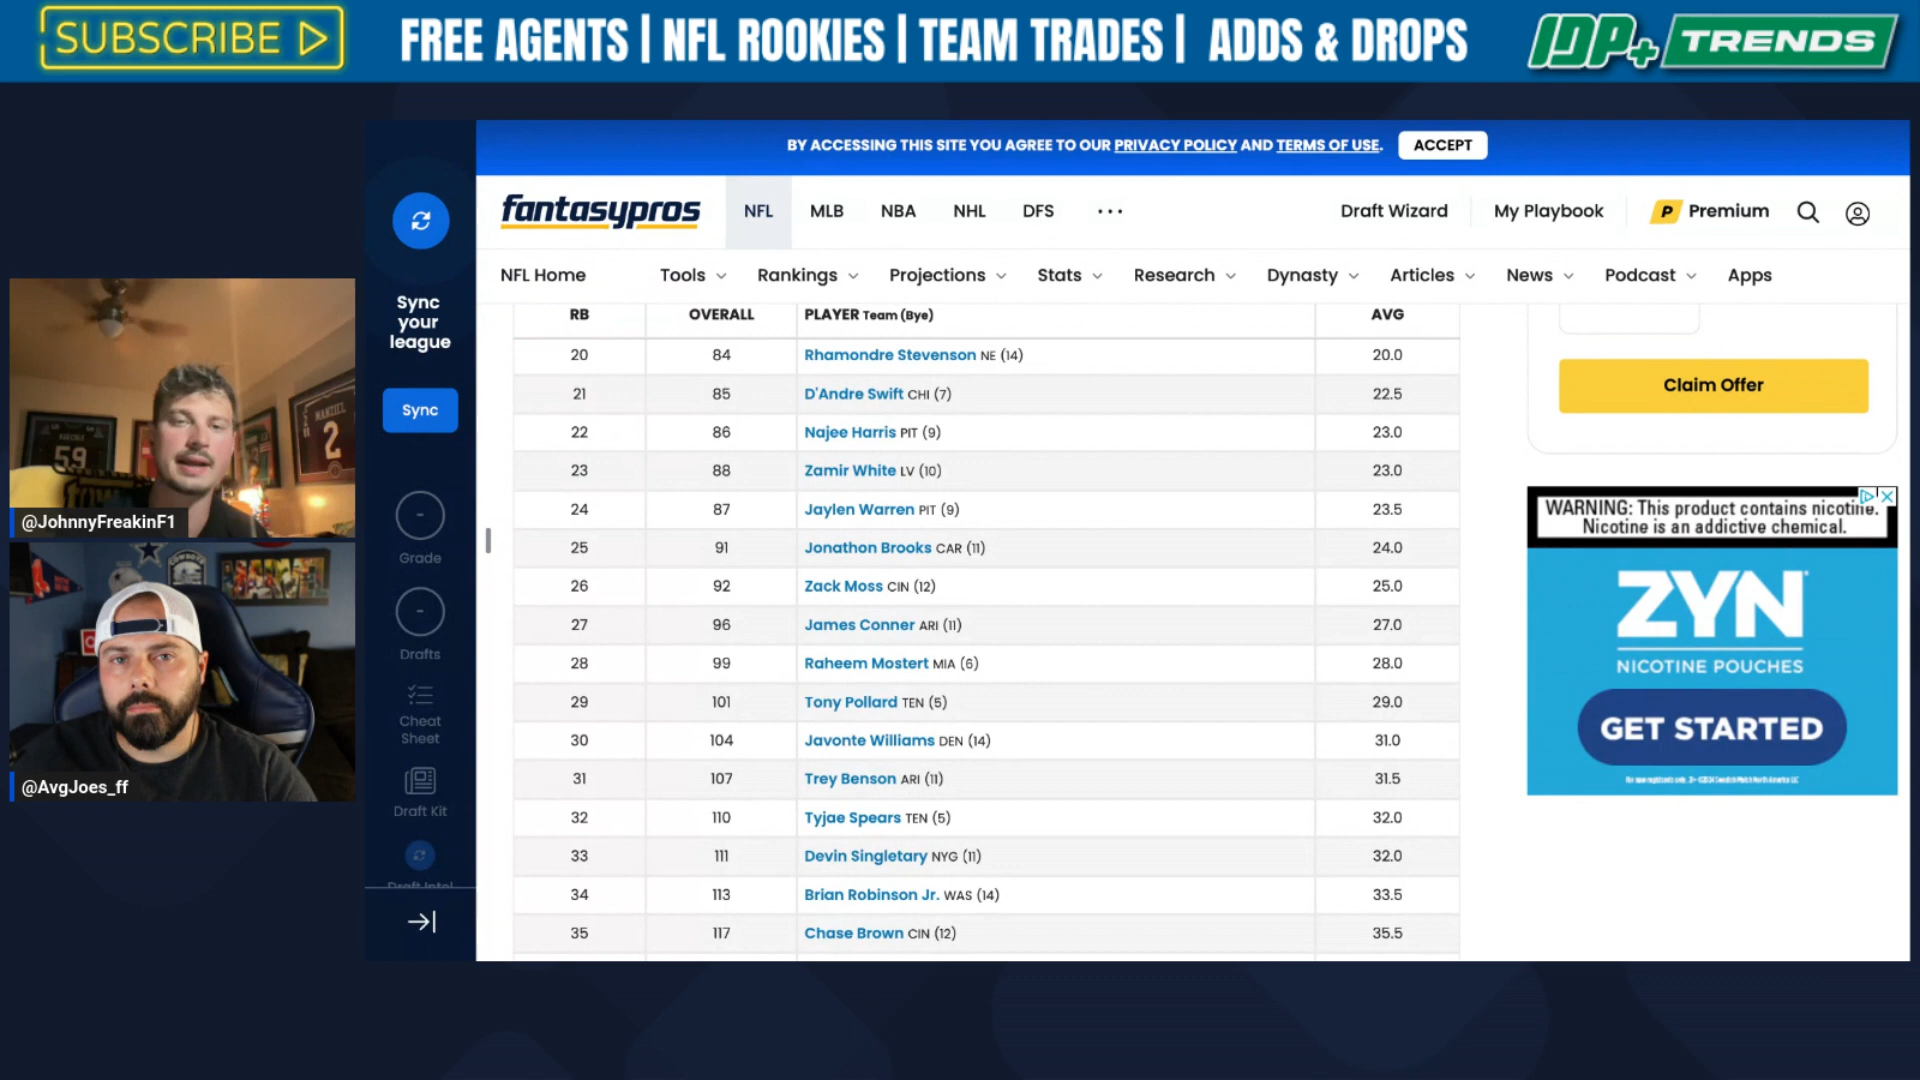 SUBSCRIBE
FREE AGENTS | NFL ROOKIES | TEAM TRADES | ADDS & DROPS
IDP+ TRENDS
BY ACCESSING THIS SITE YOU AGREE TO OUR PRIVACY POLICY AND TERMS OF USE.
ACCEPT
fantasypros
NFL MLB NBA NHL DFS ...
Draft Wizard My Playbook P Premium
NFL Home Tools Rankings Projections Stats Research Dynasty Articles News Podcast Apps
Sync
your
league
Sync
Grade
Drafts
Cheat
Sheet
Draft Kit
Draft Intel
59
MANZIEL
2
@JohnnyFreakinF1
COWBOYS
@AvgJoes_ff
RB OVERALL PLAYER Team (Bye) AVG
20 84 Rhamondre Stevenson NE (14) 20.0
21 85 D'Andre Swift CHI (7) 22.5
22 86 Najee Harris PIT (9) 23.0
23 88 Zamir White LV (10) 23.0
24 87 Jaylen Warren PIT (9) 23.5
25 91 Jonathon Brooks CAR (11) 24.0
26 92 Zack Moss CIN (12) 25.0
27 96 James Conner ARI (11) 27.0
28 99 Raheem Mostert MIA (6) 28.0
29 101 Tony Pollard TEN (5) 29.0
30 104 Javonte Williams DEN (14) 31.0
31 107 Trey Benson ARI (11) 31.5
32 110 Tyjae Spears TEN (5) 32.0
33 111 Devin Singletary NYG (11) 32.0
34 113 Brian Robinson Jr. WAS (14) 33.5
35 117 Chase Brown CIN (12) 35.5
Claim Offer
WARNING: This product contains nicotine.
Nicotine is an addictive chemical.
ZYN
NICOTINE POUCHES
GET STARTED